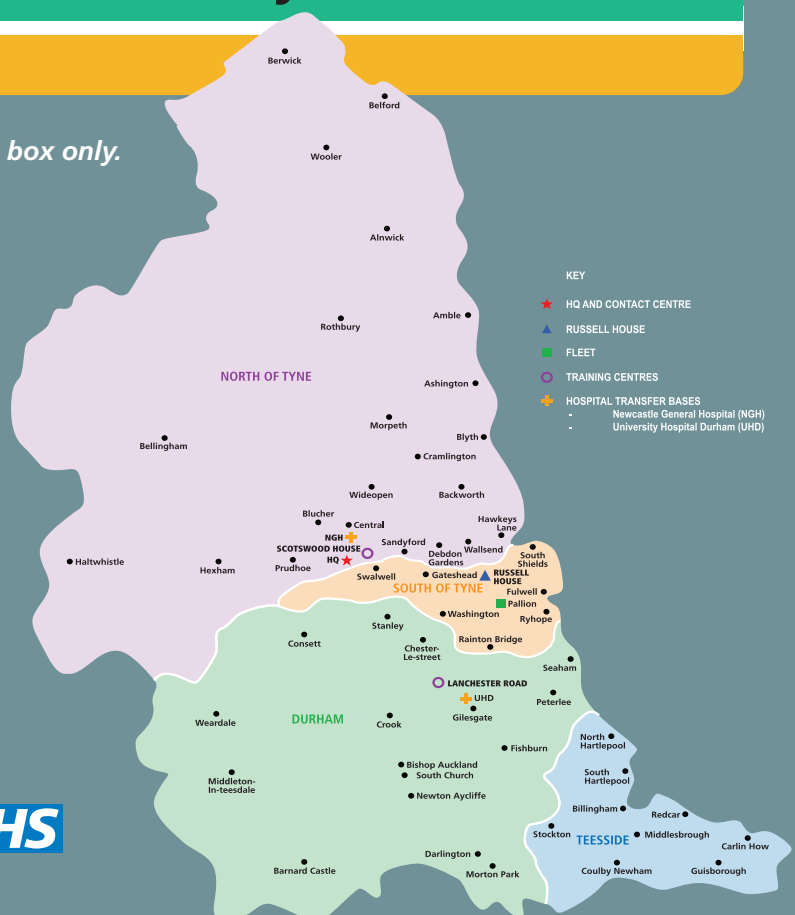 box only.
Berwick
Belford
Wooler
Alnwick
Rothbury
Amble
NORTH OF TYNE
Ashington
Morpeth
Blyth
Bellingham
Cramlington
Wideopen
Backworth
Blucher
Central
Hawkeys
Lane
NGH
SCOTSWOOD HOUSE
HQ
Sandyford
Debdon
Gardens
Wallsend
South
Shields
Haltwhistle
Hexham
Prudhoe
Swalwell
Gateshead
RUSSELL
HOUSE
SOUTH OF TYNE
Fulwell
Pallion
Washington
Ryhope
Stanley
Consett
Chester-
Le-street
Rainton Bridge
Seaham
LANCHESTER ROAD
UHD
Peterlee
Weardale
DURHAM
Crook
Gilesgate
Fishburn
North
Hartlepool
Middleton-
In-teesdale
Bishop Auckland
South Church
South
Hartlepool
Newton Aycliffe
Billingham
Redcar
Stockton
TEESSIDE
Middlesbrough
Carlin How
Darlington
Barnard Castle
Morton Park
Coulby Newham
Guisborough
KEY
HQ AND CONTACT CENTRE
RUSSELL HOUSE
FLEET
TRAINING CENTRES
HOSPITAL TRANSFER BASES
- Newcastle General Hospital (NGH)
- University Hospital Durham (UHD)
HS